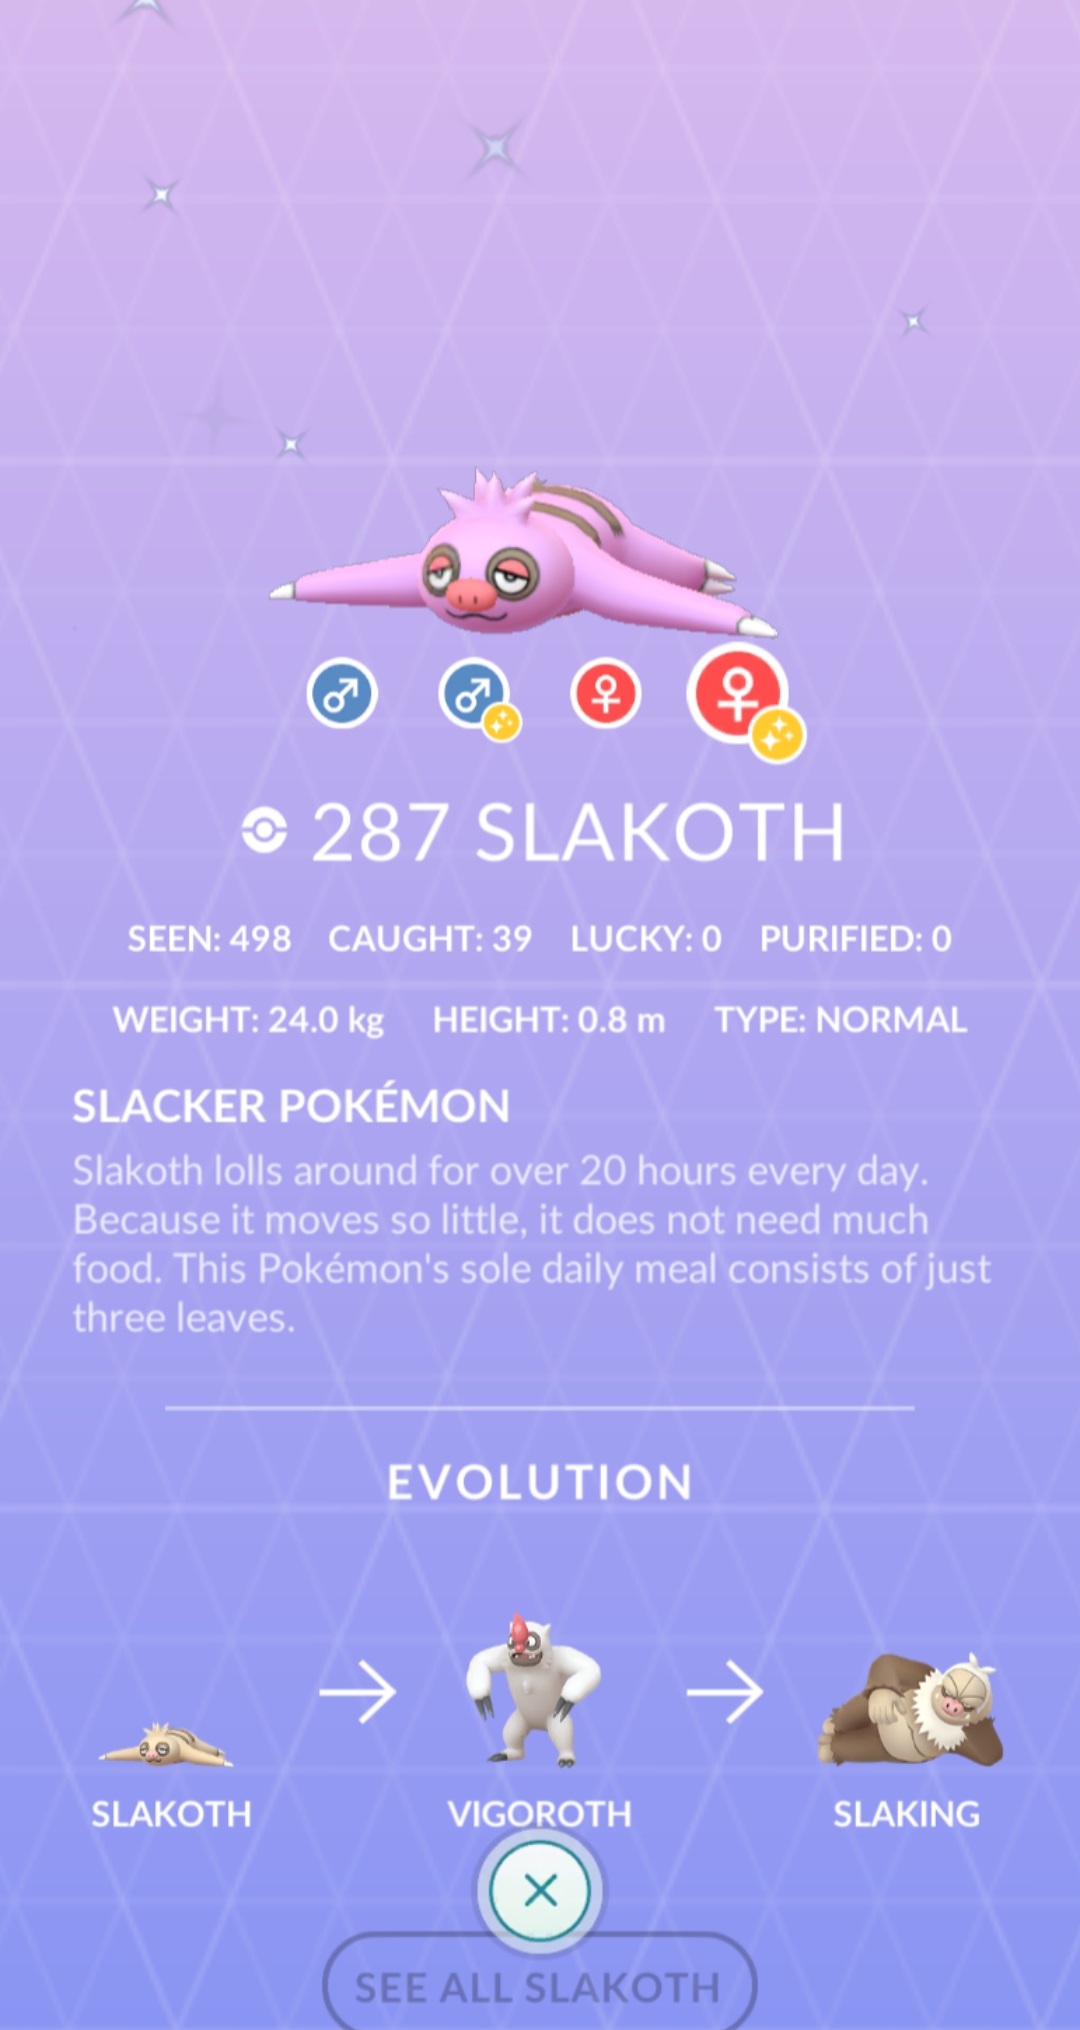 287 SLAKOTH
SEEN: 498 CAUGHT: 39 LUCKY: 0 PURIFIED: 0
WEIGHT: 24.0 kg HEIGHT: 0.8 m TYPE: NORMAL
SLACKER POKÉMON
Slakoth lolls around for over 20 hours every day.
Because it moves so little, it does not need much
food. This Pokémon's sole daily meal consists of just
three leaves.
EVOLUTION
SLAKOTH VIGOROTH SLAKING
SEE ALL SLAKOTH